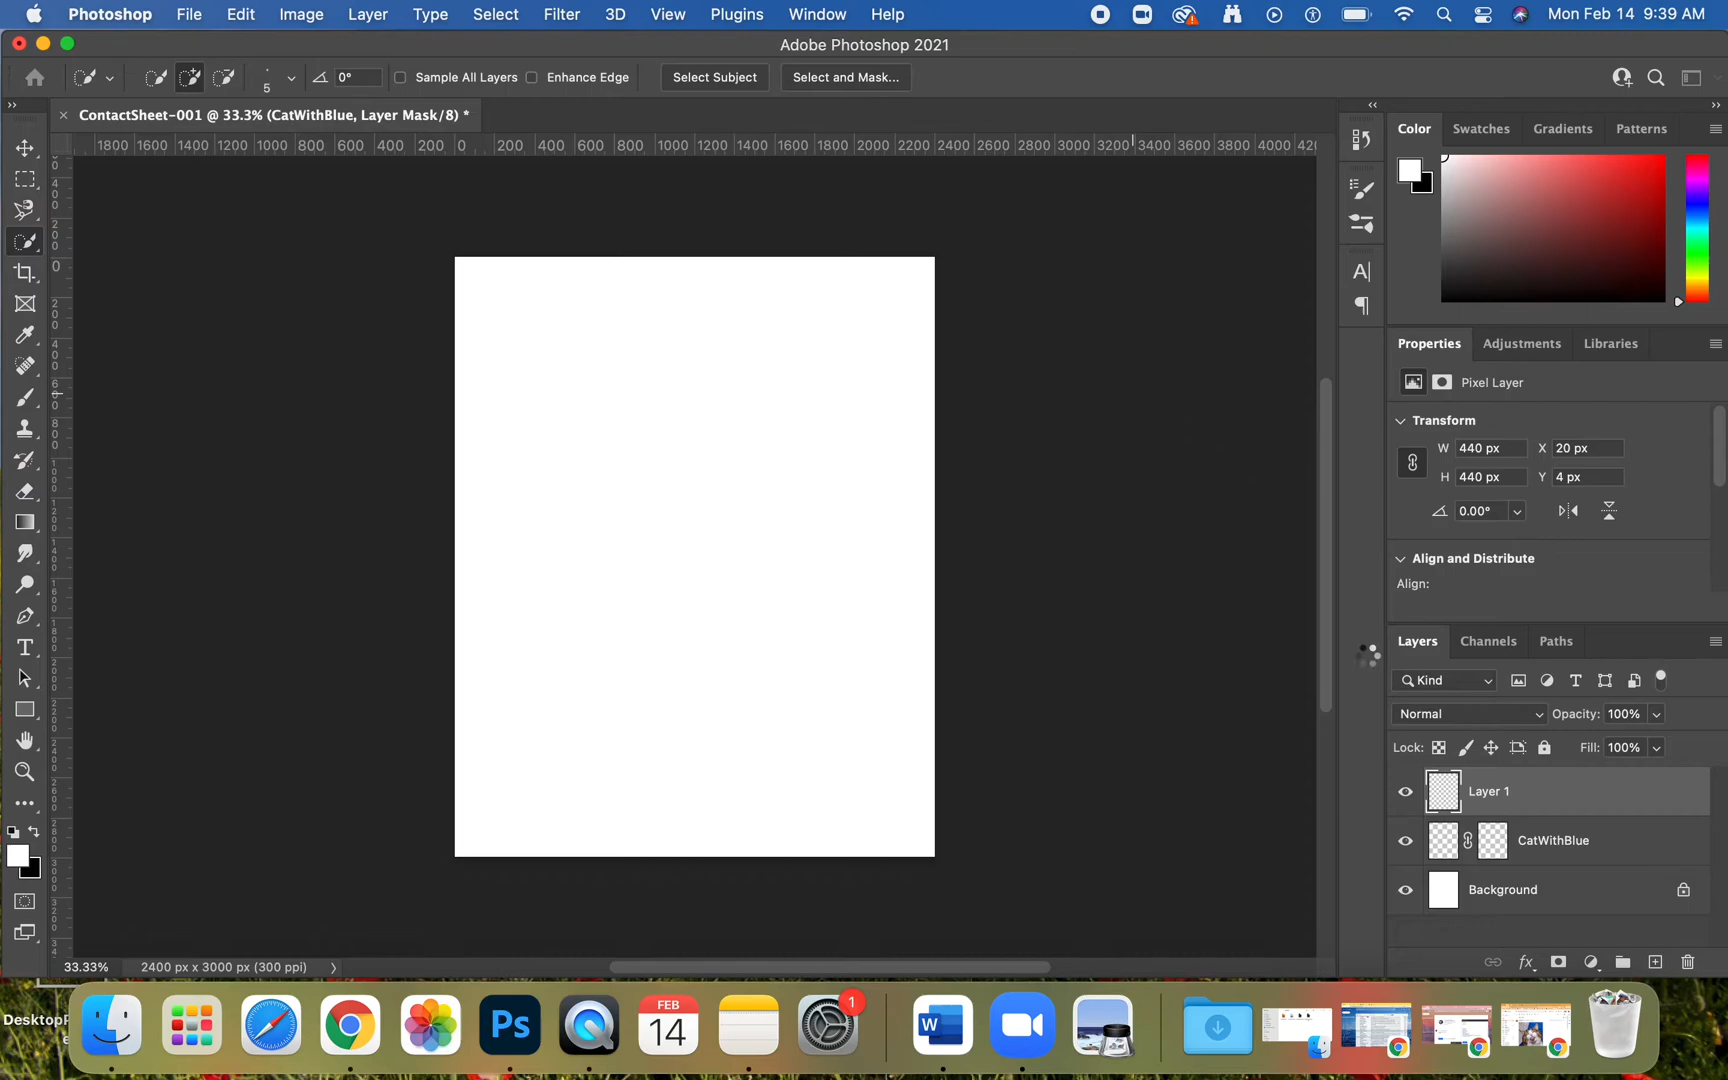 Photoshop File Edit Image Layer Type Select Filter 3D View Plugins Window Help Mon Feb 14 9:39 AM
Adobe Photoshop 2021
5 0° Sample All Layers Enhance Edge Select Subject Select and Mask...
ContactSheet-001 @ 33.3% (CatWithBlue, Layer Mask/8) *
1800 1600 1400 1200 1000 800 600 400 200 0 200 400 600 800 1000 1200 1400 1600 1800 2000 2200 2400 2600 2800 3000 3200 3400 3600 3800 4000
Color Swatches Gradients Patterns
Properties Adjustments Libraries
Pixel Layer
Transform
W 440 px X 20 px
H 440 px Y 4 px
0.00°
Align and Distribute
Align:
Layers Channels Paths
Kind
Normal Opacity: 100%
Lock: Fill: 100%
Layer 1
CatWithBlue
Background
33.33% 2400 px x 3000 px (300 ppi)
DesktopP
e
Ps
FEB
14
1
W